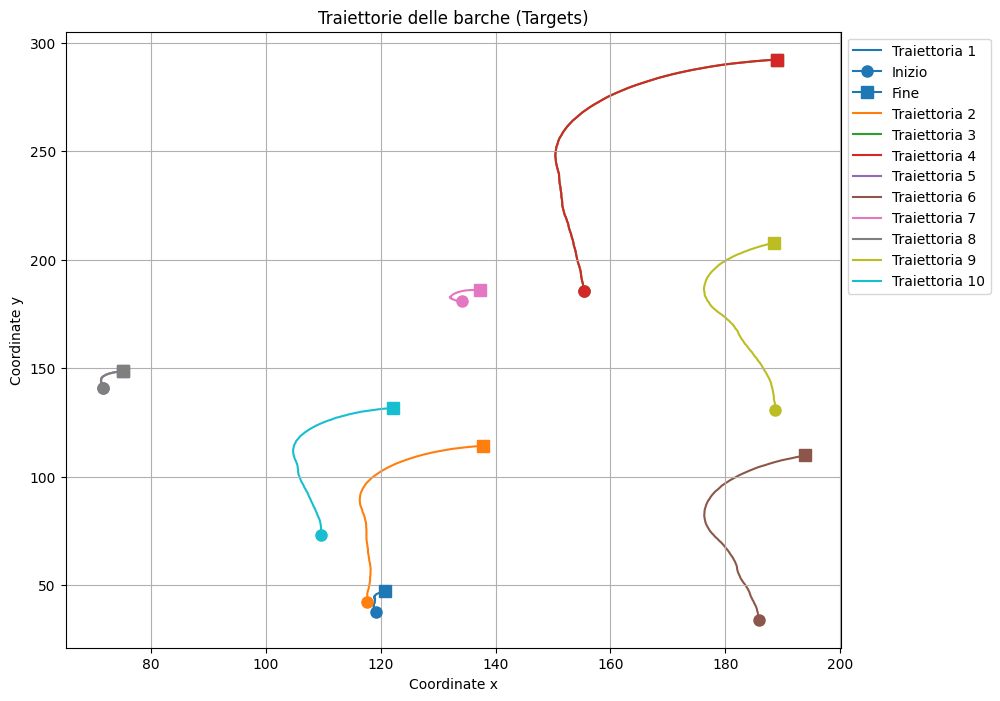 Traiettorie delle barche (Targets)
300
250
200
150
100
50
Coordinate y
80
100
120
140
160
180
200
Coordinate x
Traiettoria 1
Inizio
Fine
Traiettoria 2
Traiettoria 3
Traiettoria 4
Traiettoria 5
Traiettoria 6
Traiettoria 7
Traiettoria 8
Traiettoria 9
Traiettoria 10